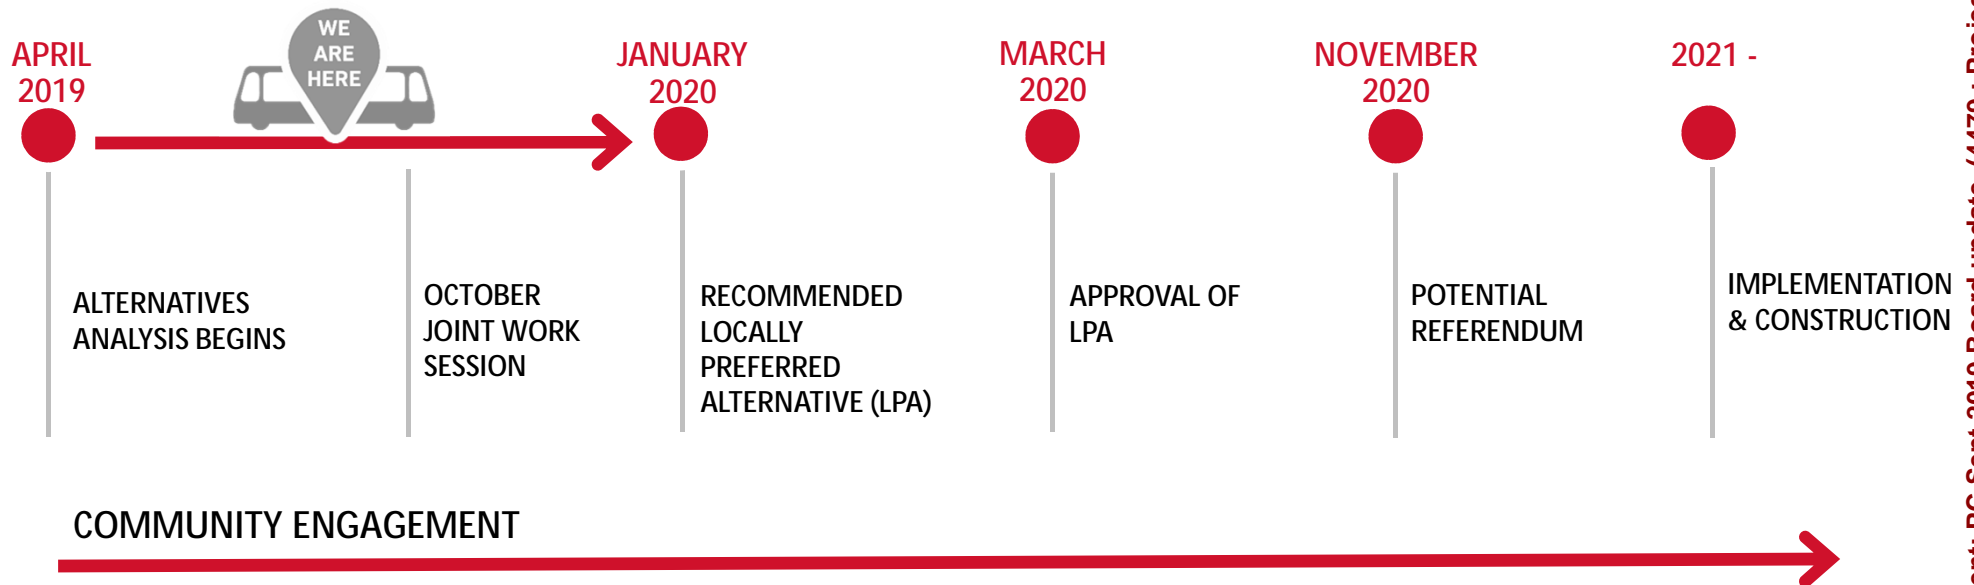 WE
ARE
HERE
APRIL
2019
JANUARY
2020
MARCH
2020
NOVEMBER
2020
2021 -
ALTERNATIVES
ANALYSIS BEGINS
OCTOBER
JOINT WORK
SESSION
RECOMMENDED
LOCALLY
PREFERRED
ALTERNATIVE (LPA)
APPROVAL OF
LPA
POTENTIAL
REFERENDUM
IMPLEMENTATION
& CONSTRUCTION
COMMUNITY ENGAGEMENT